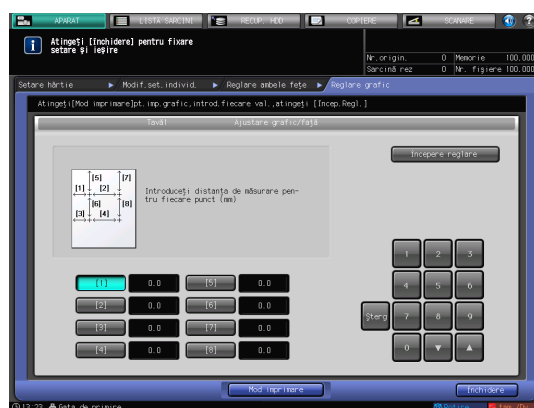 APARAT
LISTĂ SARCINI
RECUP. HDD
COPIERE
SCANARE
Atingeţi [Închidere] pentru fixare
setare şi ieşire
Nr.origin. 0 Memorie 100.000
Sarcină rez 0 Nr. fişiere 100.000
Setare hârtie ▶ Modif.set.individ. ▶ Reglare ambele feţe ▶ Reglare grafic
Atingeţi[Mod imprimare]pt.imp.grafic,introd.fiecare val.,atingeţi [Încep.Regl.]
Tavă1 Ajustare grafic/faţă
Începere reglare
[5] [7]
[1] [2]
[6] [8]
[3] [4]
Introduceţi distanţa de măsurare pen-
tru fiecare punct (mm)
1 2 3
[1] 0.0 [5] 0.0
4 5 6
[2] 0.0 [6] 0.0
Şterg 7 8 9
[3] 0.0 [7] 0.0
0 ▼ ▲
[4] 0.0 [8] 0.0
Mod imprimare
Închidere
13:23 Gata de primire
Rotire